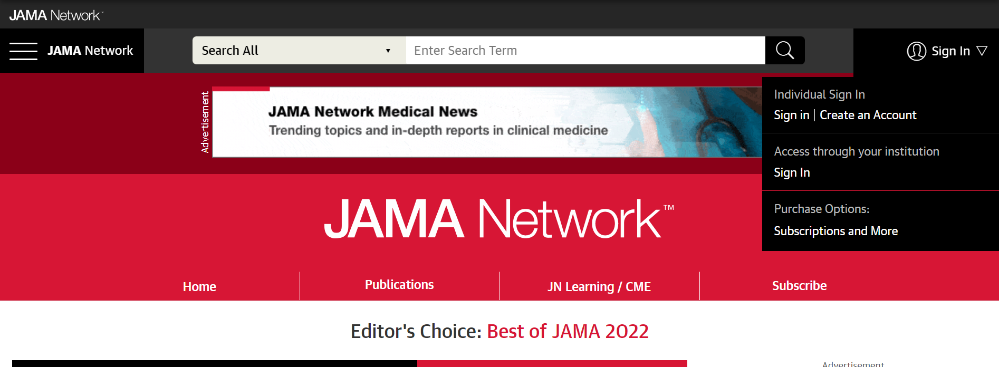 JAMA Network™
JAMA Network
Search All
Enter Search Term
Sign In
Individual Sign In
Sign in | Create an Account
Access through your institution
Sign In
Purchase Options:
Subscriptions and More
Advertisement
JAMA Network Medical News
Trending topics and in-depth reports in clinical medicine
JAMA Network™
Home
Publications
JN Learning / CME
Subscribe
Editor's Choice: Best of JAMA 2022
Advertisement